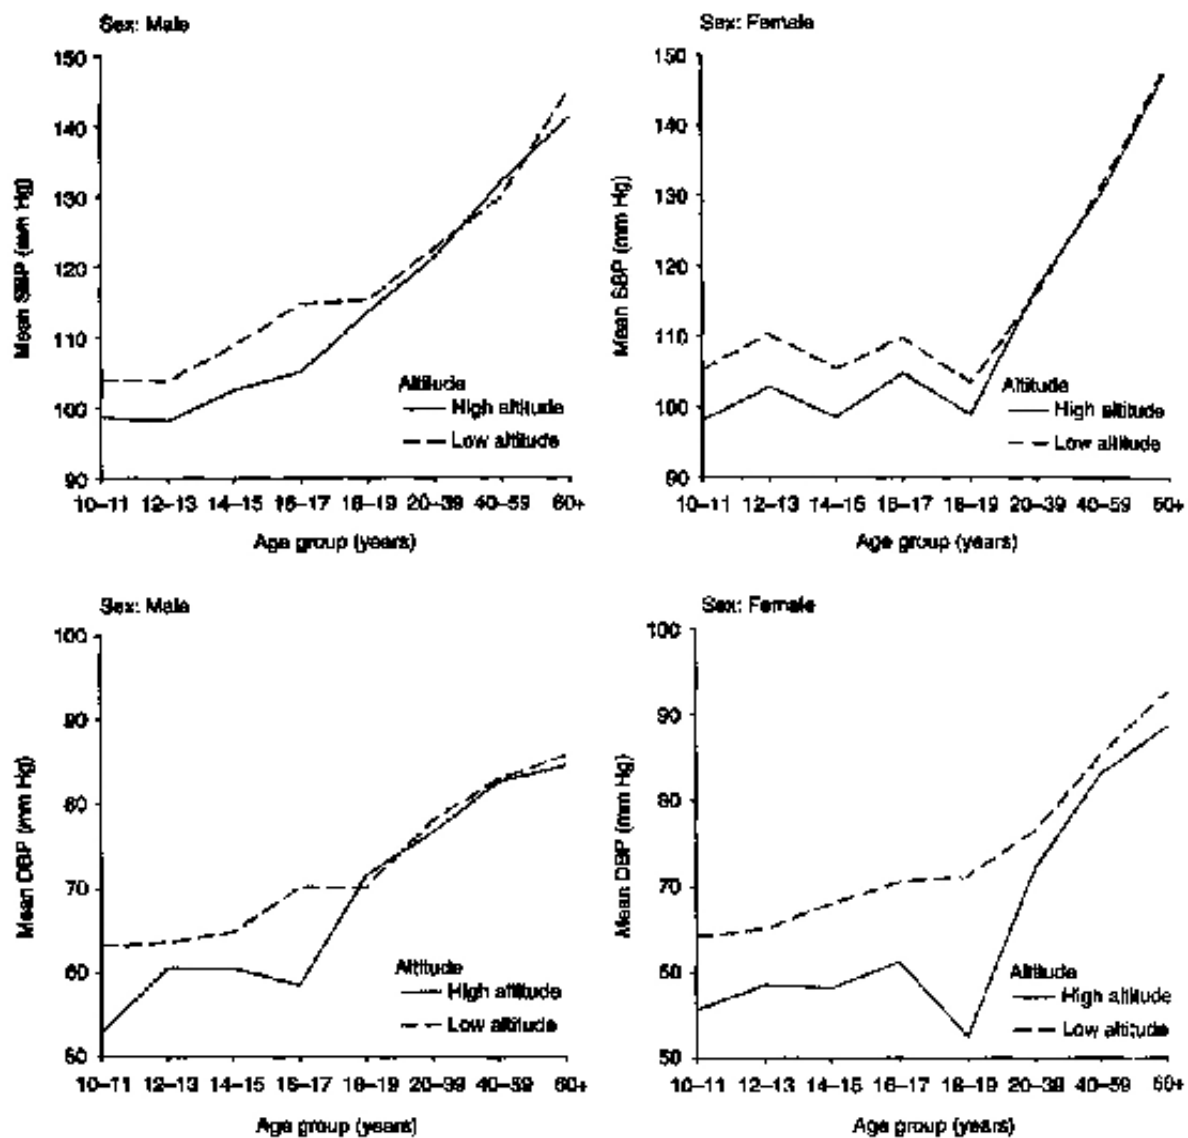 Sex: Male
150
140
130
120
110
100
90
Mean SBP (mm Hg)
Altitude
High altitude
Low altitude
10–11 12–13 14–15 16–17 18–19 20–39 40–59 60+
Age group (years)
Sex: Female
150
140
130
120
110
100
90
Mean SBP (mm Hg)
Altitude
High altitude
Low altitude
10–11 12–13 14–15 16–17 18–19 20–39 40–59 60+
Age group (years)
Sex: Male
100
90
80
70
60
50
Mean DBP (mm Hg)
Altitude
High altitude
Low altitude
10–11 12–13 14–15 16–17 18–19 20–39 40–59 60+
Age group (years)
Sex: Female
100
90
80
70
60
50
Mean DBP (mm Hg)
Altitude
High altitude
Low altitude
10–11 12–13 14–15 16–17 18–19 20–39 40–59 60+
Age group (years)